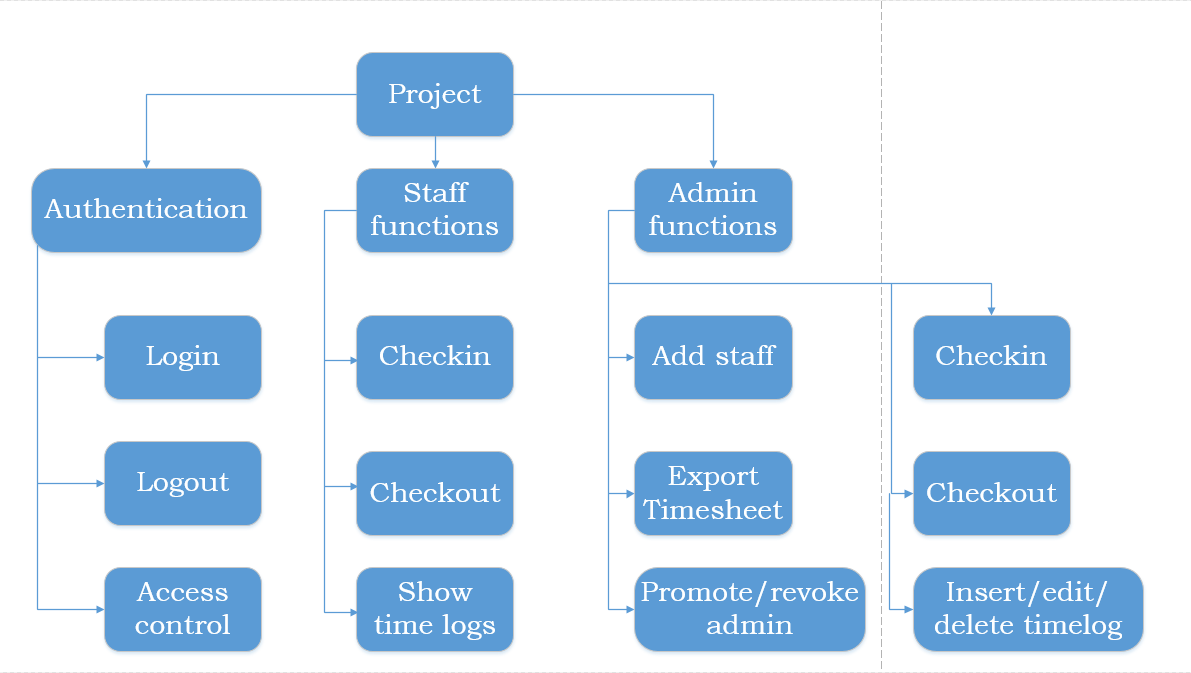 Project
Authentication
Staff
functions
Admin
functions
Login
Checkin
Add staff
Checkin
Logout
Checkout
Export
Timesheet
Checkout
Access
control
Show
time logs
Promote/revoke
admin
Insert/edit/
delete timelog